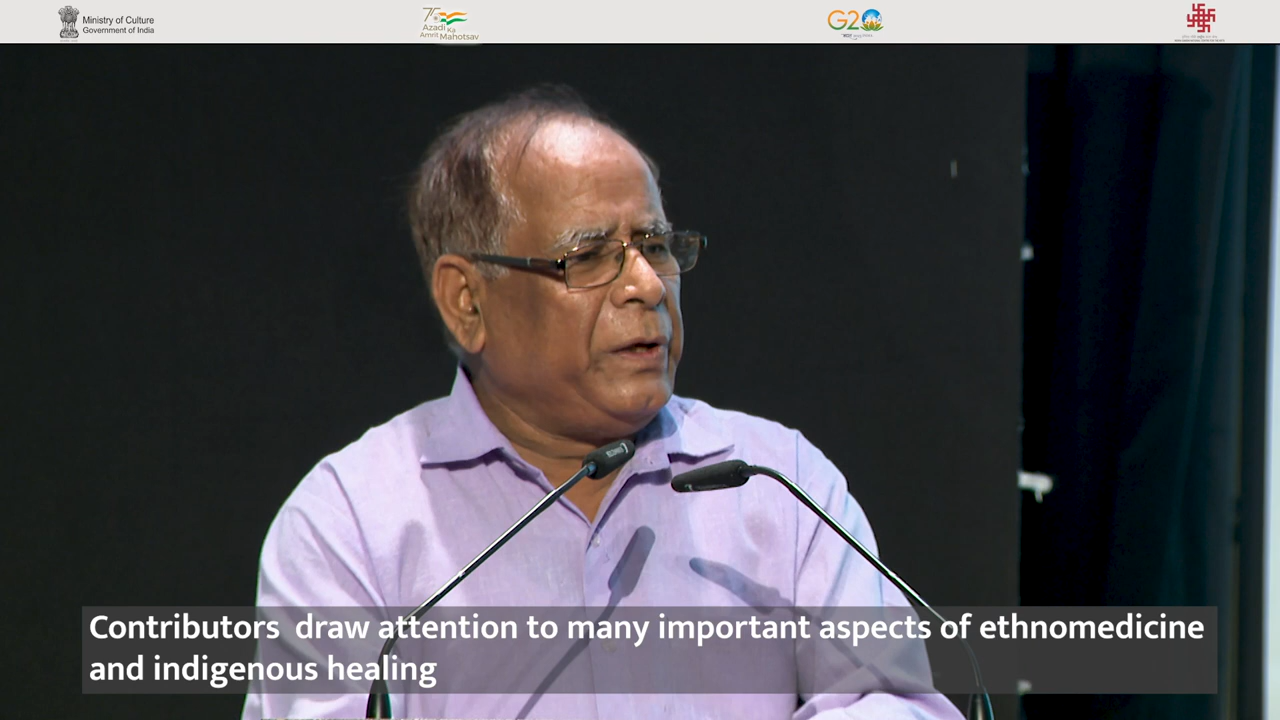 Ministry of Culture
Government of India
75
Azadi Ka
Amrit Mahotsav
G20
Contributors draw attention to many important aspects of ethnomedicine
and indigenous healing